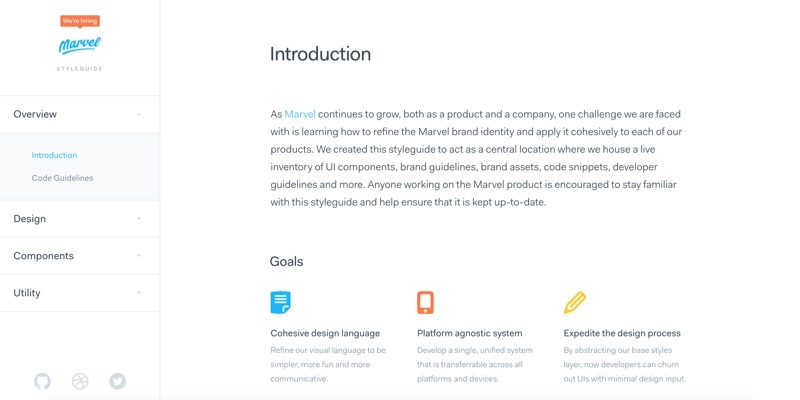 We're hiring
Marvel
STYLEGUIDE
Overview
Introduction
Code Guidelines
Design
Components
Utility
Introduction
As Marvel continues to grow, both as a product and a company, one challenge we are faced
with is learning how to refine the Marvel brand identity and apply it cohesively to each of our
products. We created this styleguide to act as a central location where we house a live
inventory of UI components, brand guidelines, brand assets, code snippets, developer
guidelines and more. Anyone working on the Marvel product is encouraged to stay familiar
with this styleguide and help ensure that it is kept up-to-date.
Goals
Cohesive design language
Refine our visual language to be
simpler, more fun and more
communicative.
Platform agnostic system
Develop a single, unified system
that is transferrable across all
platforms and devices.
Expedite the design process
By abstracting our base styles
layer, now developers can churn
out UIs with minimal design input.